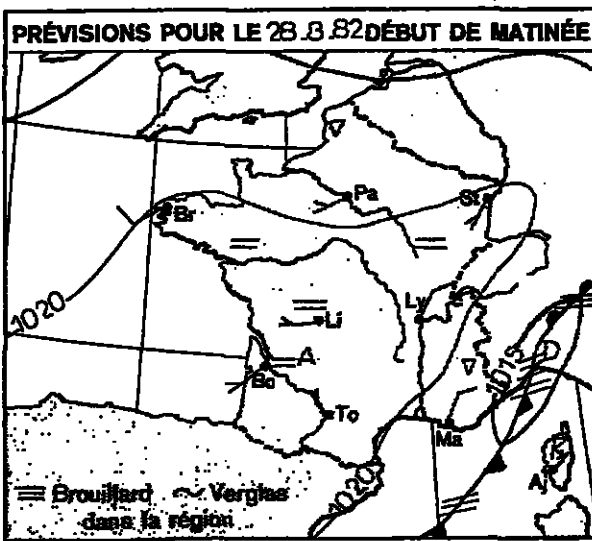 PRÉVISIONS POUR LE 28.8.82 DÉBUT DE MATINÉE
Pa
St
Br
1020
Li
Ly
A
Bo
D
1015
To
Ma
1020
A
Brouillard Verglas
dans la région